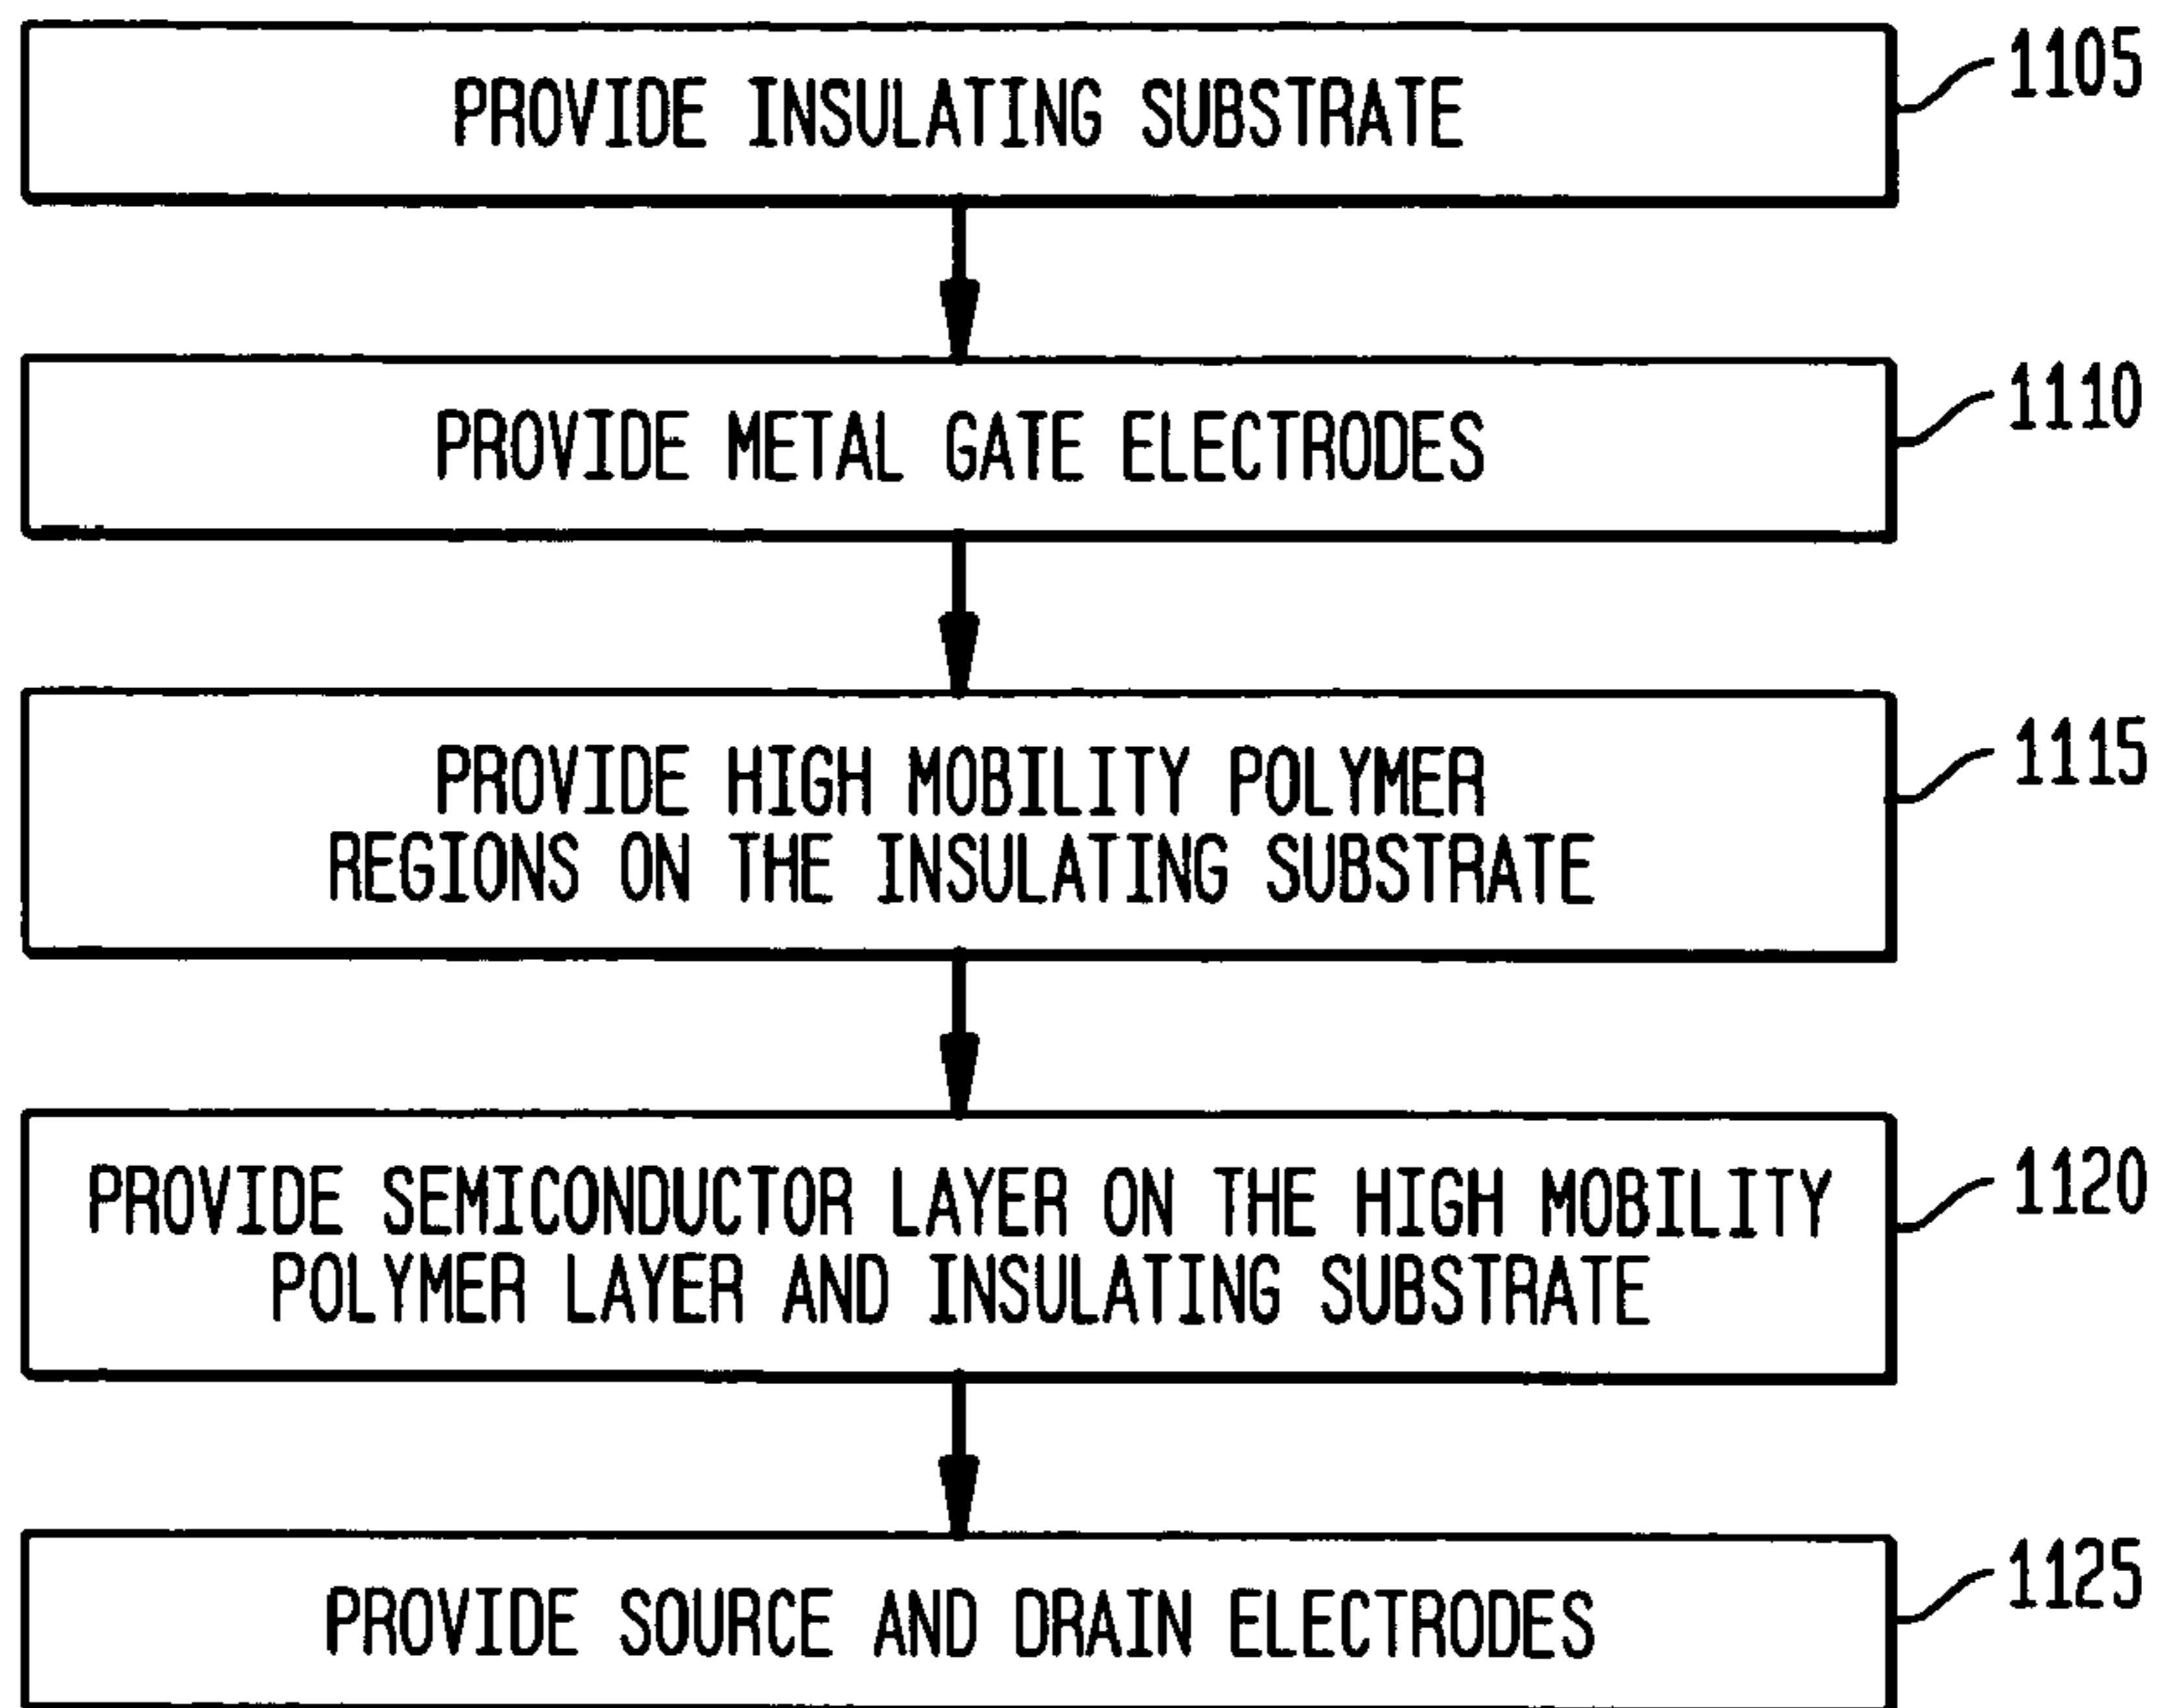 PROVIDE INSULATING SUBSTRATE
1105
PROVIDE METAL GATE ELECTRODES
1110
PROVIDE HIGH MOBILITY POLYMER
REGIONS ON THE INSULATING SUBSTRATE
1115
PROVIDE SEMICONDUCTOR LAYER ON THE HIGH MOBILITY
POLYMER LAYER AND INSULATING SUBSTRATE
1120
PROVIDE SOURCE AND DRAIN ELECTRODES
1125